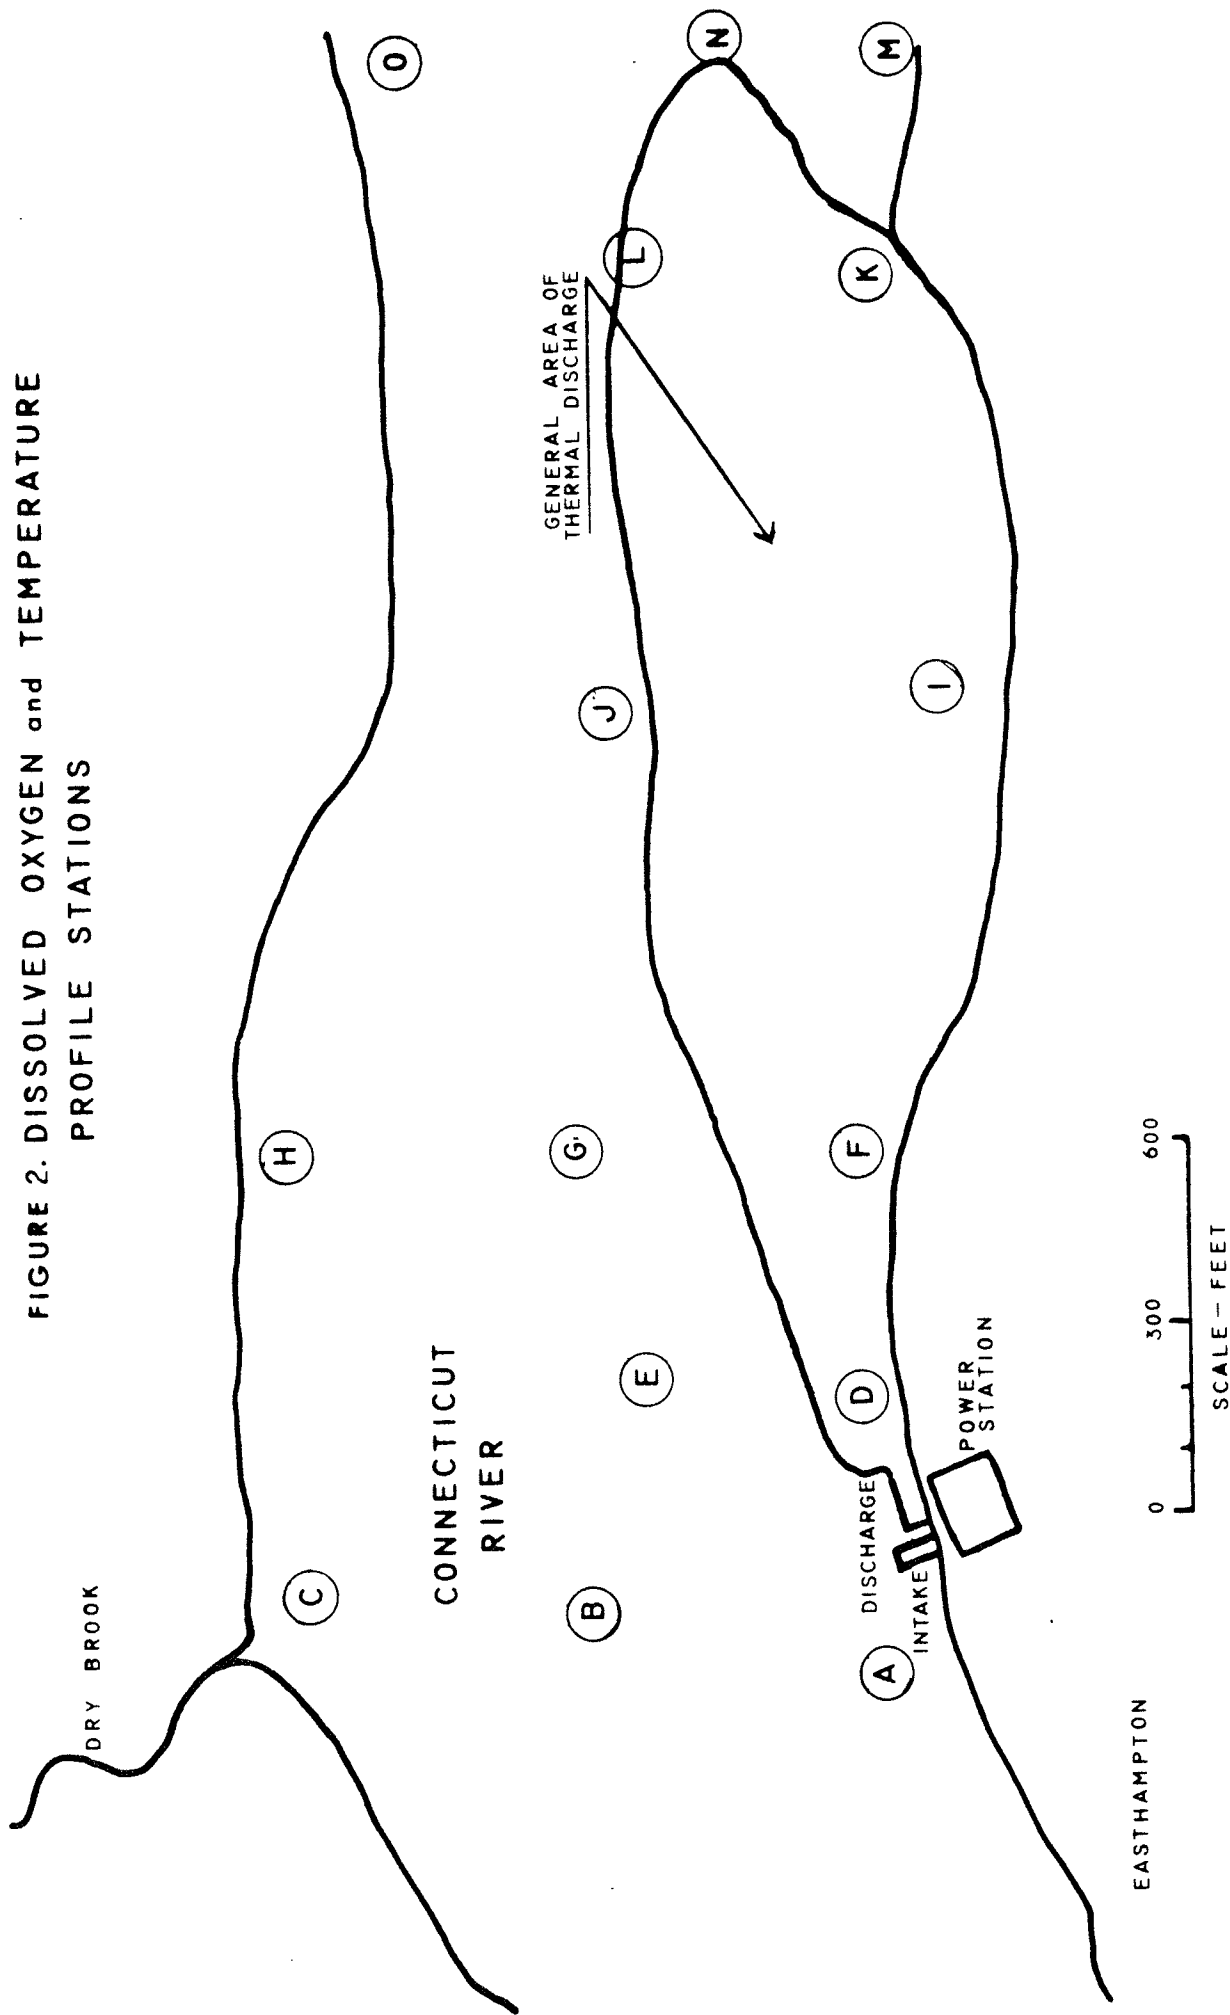 FIGURE 2. DISSOLVED OXYGEN and TEMPERATURE
PROFILE STATIONS
DRY BROOK
C
H
O
CONNECTICUT
RIVER
B
E
G
J
GENERAL AREA OF
THERMAL DISCHARGE
L
N
A
DISCHARGE
INTAKE
D
F
I
K
M
POWER
STATION
EASTHAMPTON
0 300 600
SCALE - FEET